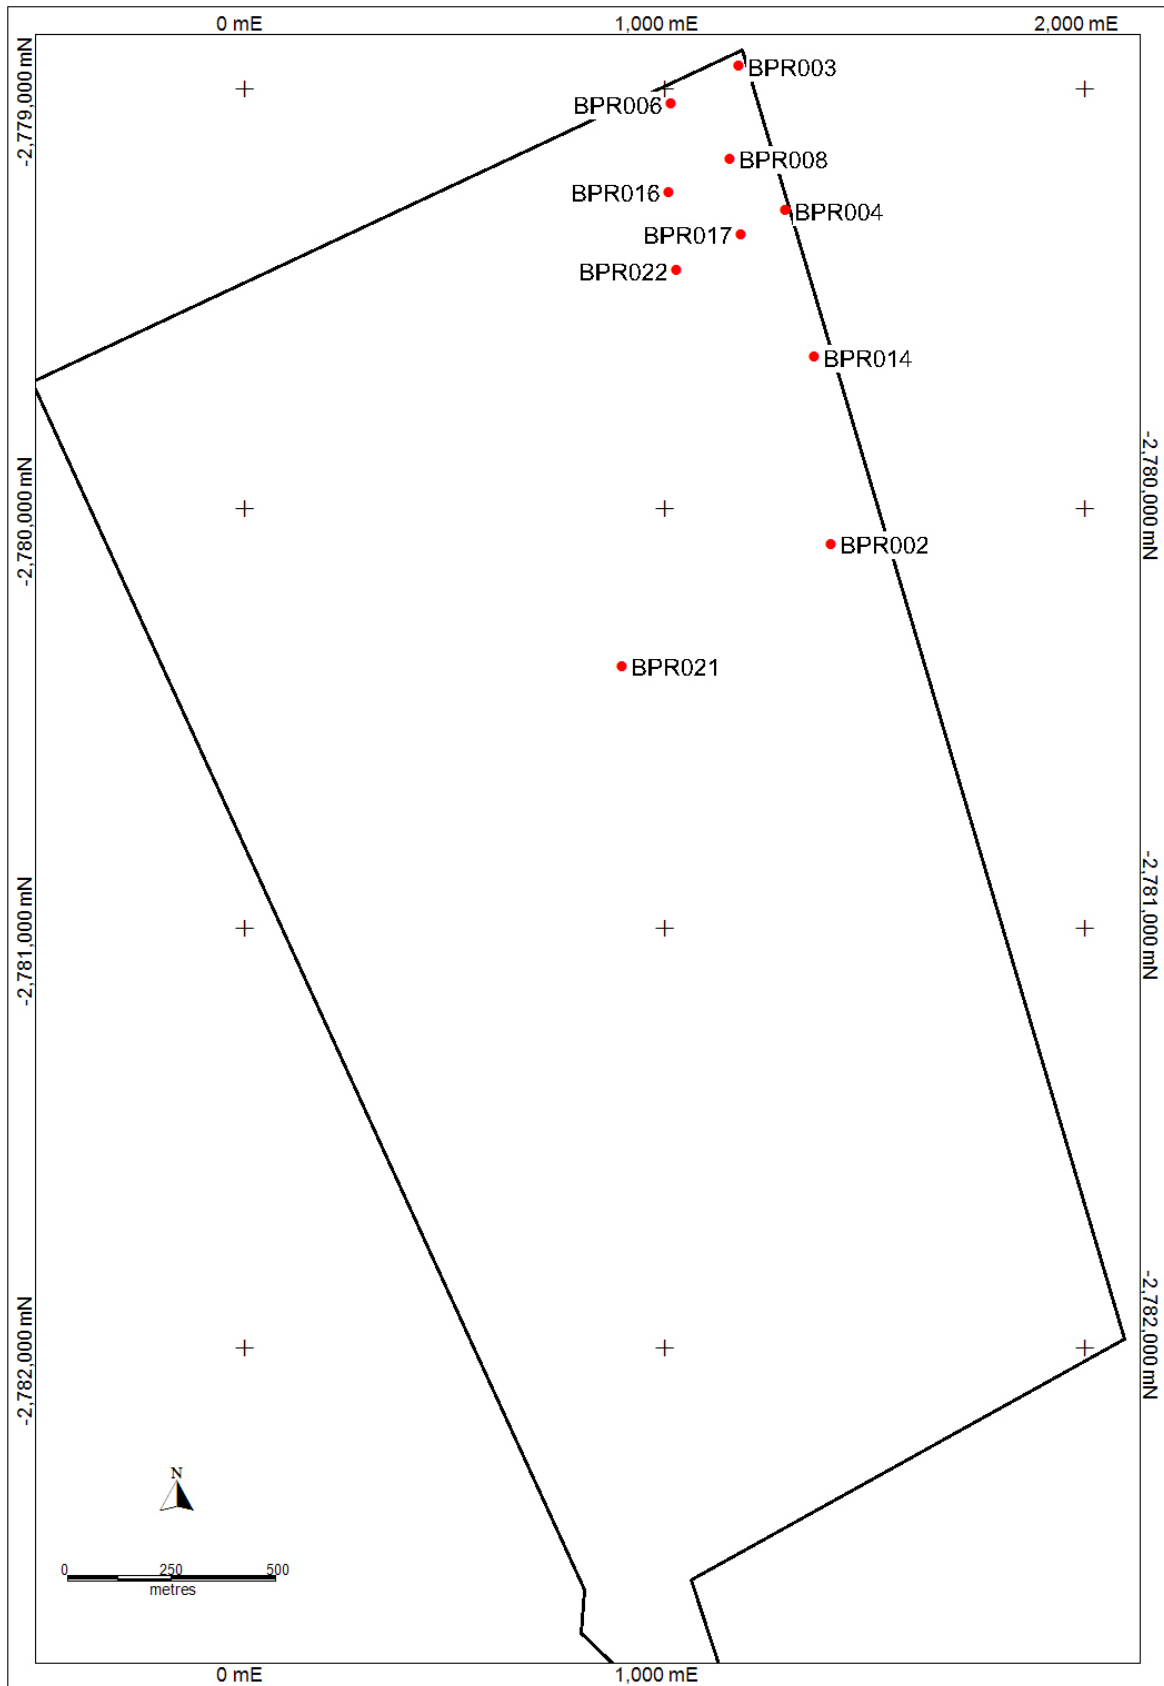 0 mE 1,000 mE 2,000 mE
-2,779,000 mN
BPR003
BPR006
BPR008
BPR016
BPR004
BPR017
BPR022
BPR014
-2,780,000 mN -2,780,000 mN
BPR002
BPR021
-2,781,000 mN -2,781,000 mN
-2,782,000 mN -2,782,000 mN
N
0 250 500
metres
0 mE 1,000 mE